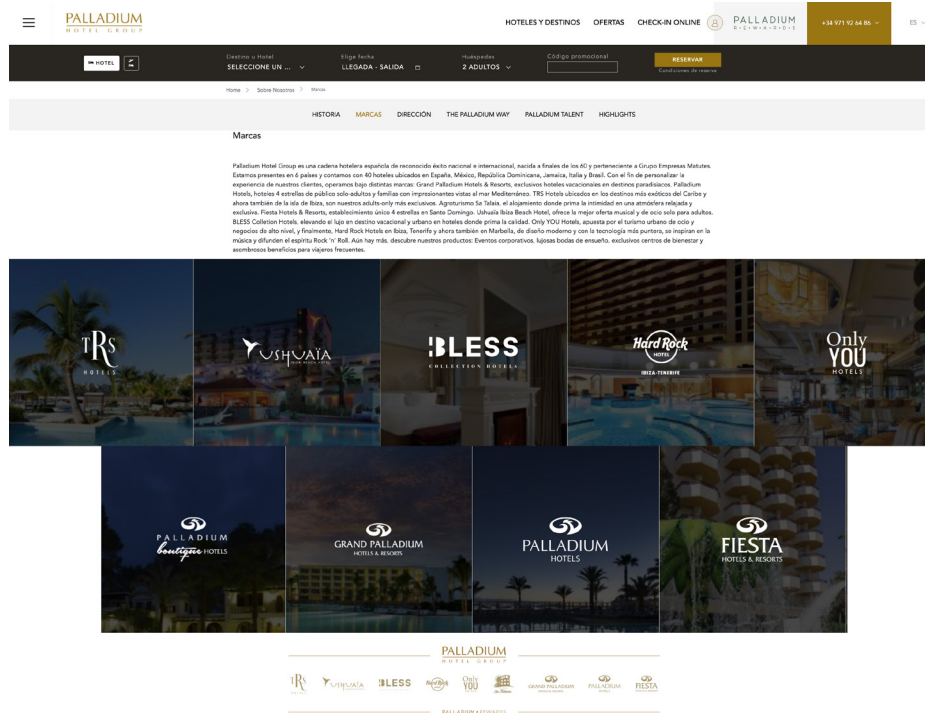 PALLADIUM
HOTEL GROUP
HOTELES Y DESTINOS OFERTAS CHECK-IN ONLINE
PALLADIUM
R·E·W·A·R·D·S
+34 971 92 64 86
ES
HOTEL
Destino u Hotel
SELECCIONE UN ...
Elige fecha
LLEGADA - SALIDA
Huéspedes
2 ADULTOS
Código promocional
RESERVAR
Condiciones de reserva
Home > Sobre Nosotros > Marcas
HISTORIA MARCAS DIRECCIÓN THE PALLADIUM WAY PALLADIUM TALENT HIGHLIGHTS
Marcas
Palladium Hotel Group es una cadena hotelera española de reconocido éxito nacional e internacional, nacida a finales de los 60 y perteneciente a Grupo Empresas Matutes.
Estamos presentes en 6 países y contamos con 40 hoteles ubicados en España, México, República Dominicana, Jamaica, Italia y Brasil. Con el fin de personalizar la
experiencia de nuestros clientes, operamos bajo distintas marcas: Grand Palladium Hotels & Resorts, exclusivos hoteles vacacionales en destinos paradisíacos. Palladium
Hotels, hoteles 4 estrellas de público solo-adultos y familias con impresionantes vistas al mar Mediterráneo. TRS Hotels ubicados en los destinos más exóticos del Caribe y
ahora también de la isla de Ibiza, son nuestros adults-only más exclusivos. Agroturismo Sa Talaia, el alojamiento donde prima la intimidad en una atmósfera relajada y
exclusiva. Fiesta Hotels & Resorts, establecimiento único 4 estrellas en Santo Domingo. Ushuaïa Ibiza Beach Hotel, ofrece la mejor oferta musical y de ocio solo para adultos.
BLESS Colletion Hotels, elevando el lujo en destino vacacional y urbano en hoteles donde prima la calidad. Only YOU Hotels, apuesta por el turismo urbano de ocio y
negocios de alto nivel, y finalmente, Hard Rock Hotels en Ibiza, Tenerife y ahora también en Marbella, de diseño moderno y con la tecnología más puntera, se inspiran en la
música y difunden el espíritu Rock 'n' Roll. Aún hay más, descubre nuestros productos: Eventos corporativos, lujosas bodas de ensueño, exclusivos centros de bienestar y
asombrosos beneficios para viajeros frecuentes.
TRS
HOTELS
USHUAÏA
IBIZA BEACH HOTEL
BLESS
COLLECTION HOTELS
Hard Rock
HOTEL
IBIZA-TENERIFE
Only
YOU
HOTELS
PALLADIUM
boutique HOTELS
GRAND PALLADIUM
HOTELS & RESORTS
PALLADIUM
HOTELS
FIESTA
HOTELS & RESORTS
PALLADIUM
HOTEL GROUP
TRS USHUAÏA BLESS Hard Rock Only YOU GRAND PALLADIUM PALLADIUM FIESTA
PALLADIUM REWARDS